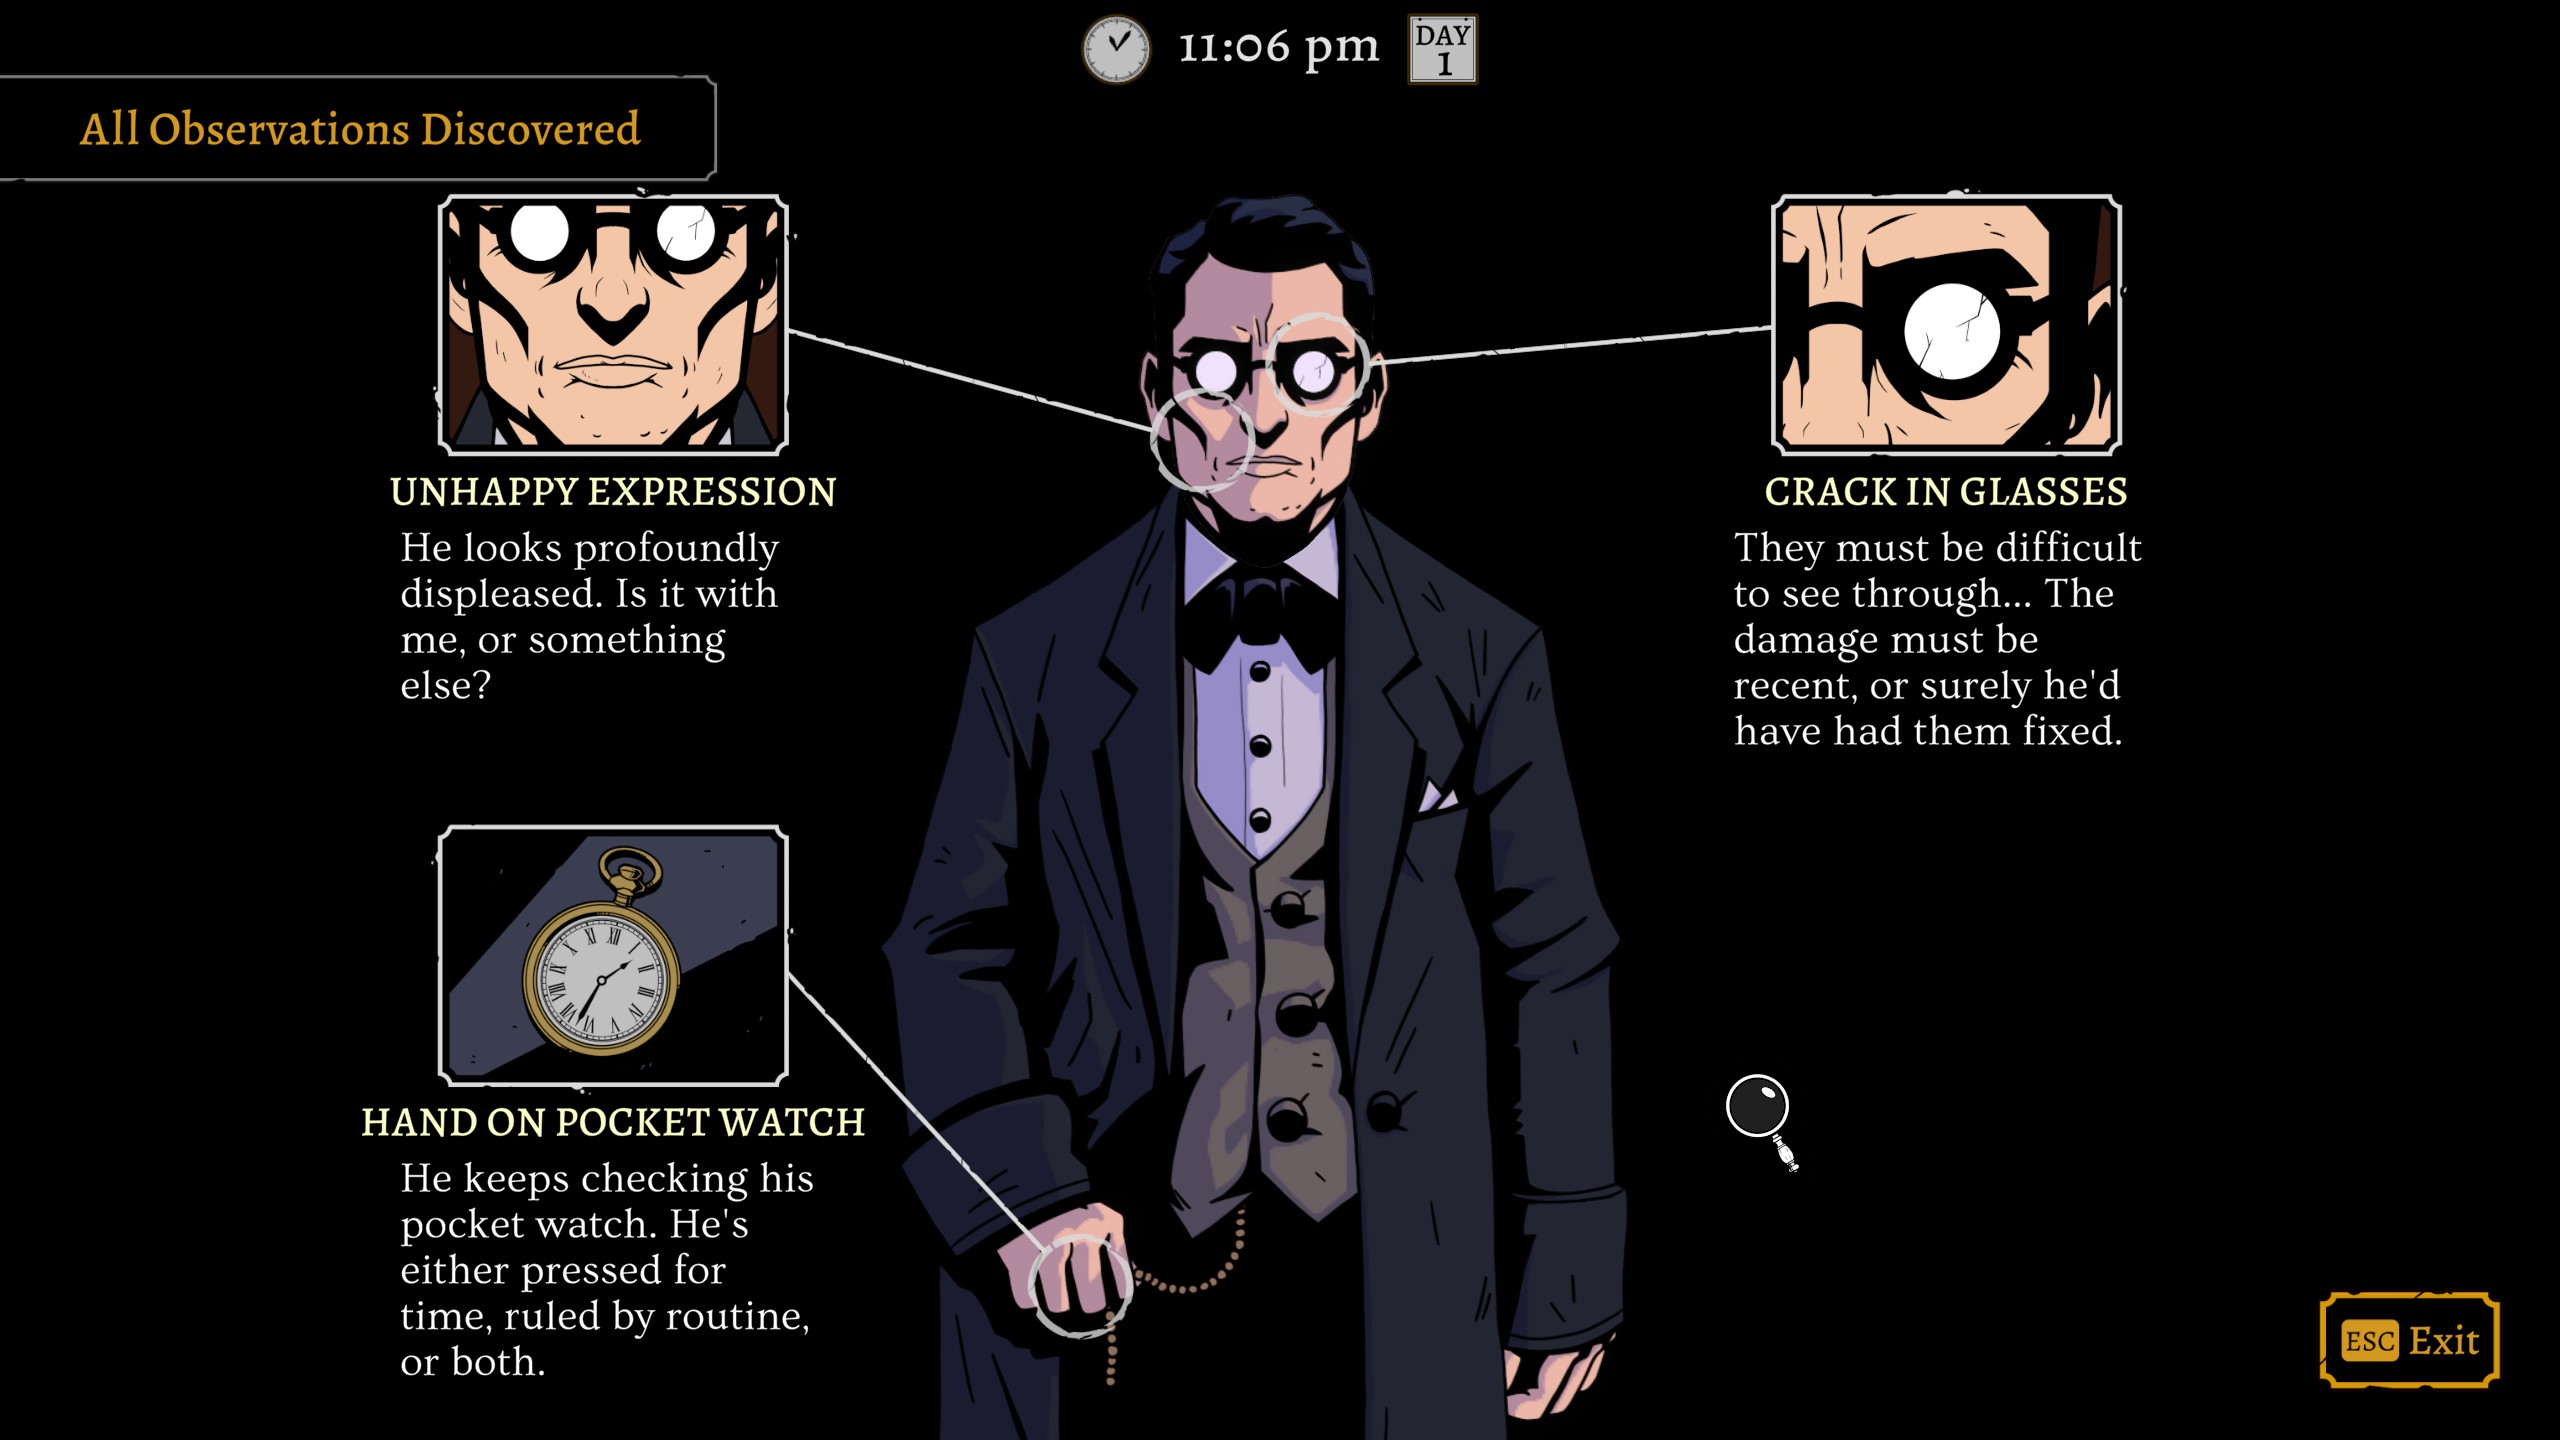 11:06 pm
DAY
1
All Observations Discovered
UNHAPPY EXPRESSION
He looks profoundly
displeased. Is it with
me, or something
else?
CRACK IN GLASSES
They must be difficult
to see through... The
damage must be
recent, or surely he'd
have had them fixed.
HAND ON POCKET WATCH
He keeps checking his
pocket watch. He's
either pressed for
time, ruled by routine,
or both.
ESC Exit